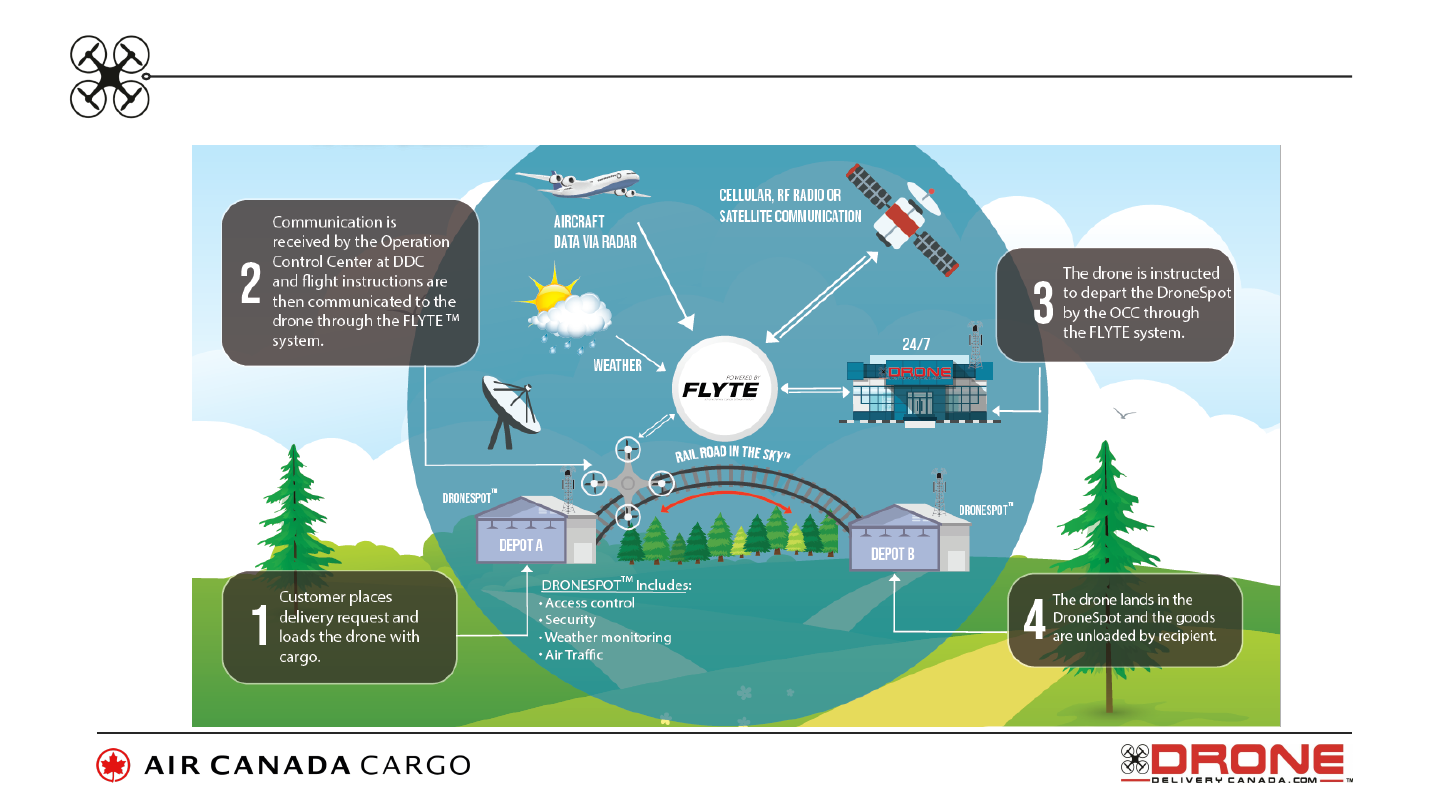 AIRCRAFT
DATA VIA RADAR
CELLULAR, RF RADIO OR
SATELLITE COMMUNICATION
2
Communication is
received by the Operation
Control Center at DDC
and flight instructions are
then communicated to the
drone through the FLYTE™
system.
3
The drone is instructed
to depart the DroneSpot
by the OCC through
the FLYTE system.
WEATHER
POWERED BY
FLYTE
24/7
DRONE
RAIL ROAD IN THE SKY™
DRONESPOT™
DEPOT A
DRONESPOT™
DEPOT B
1
Customer places
delivery request and
loads the drone with
cargo.
DRONESPOT™ Includes:
• Access control
• Security
• Weather monitoring
• Air Traffic
4
The drone lands in the
DroneSpot and the goods
are unloaded by recipient.
AIR CANADA CARGO
DRONE
DELIVERY CANADA.COM ™